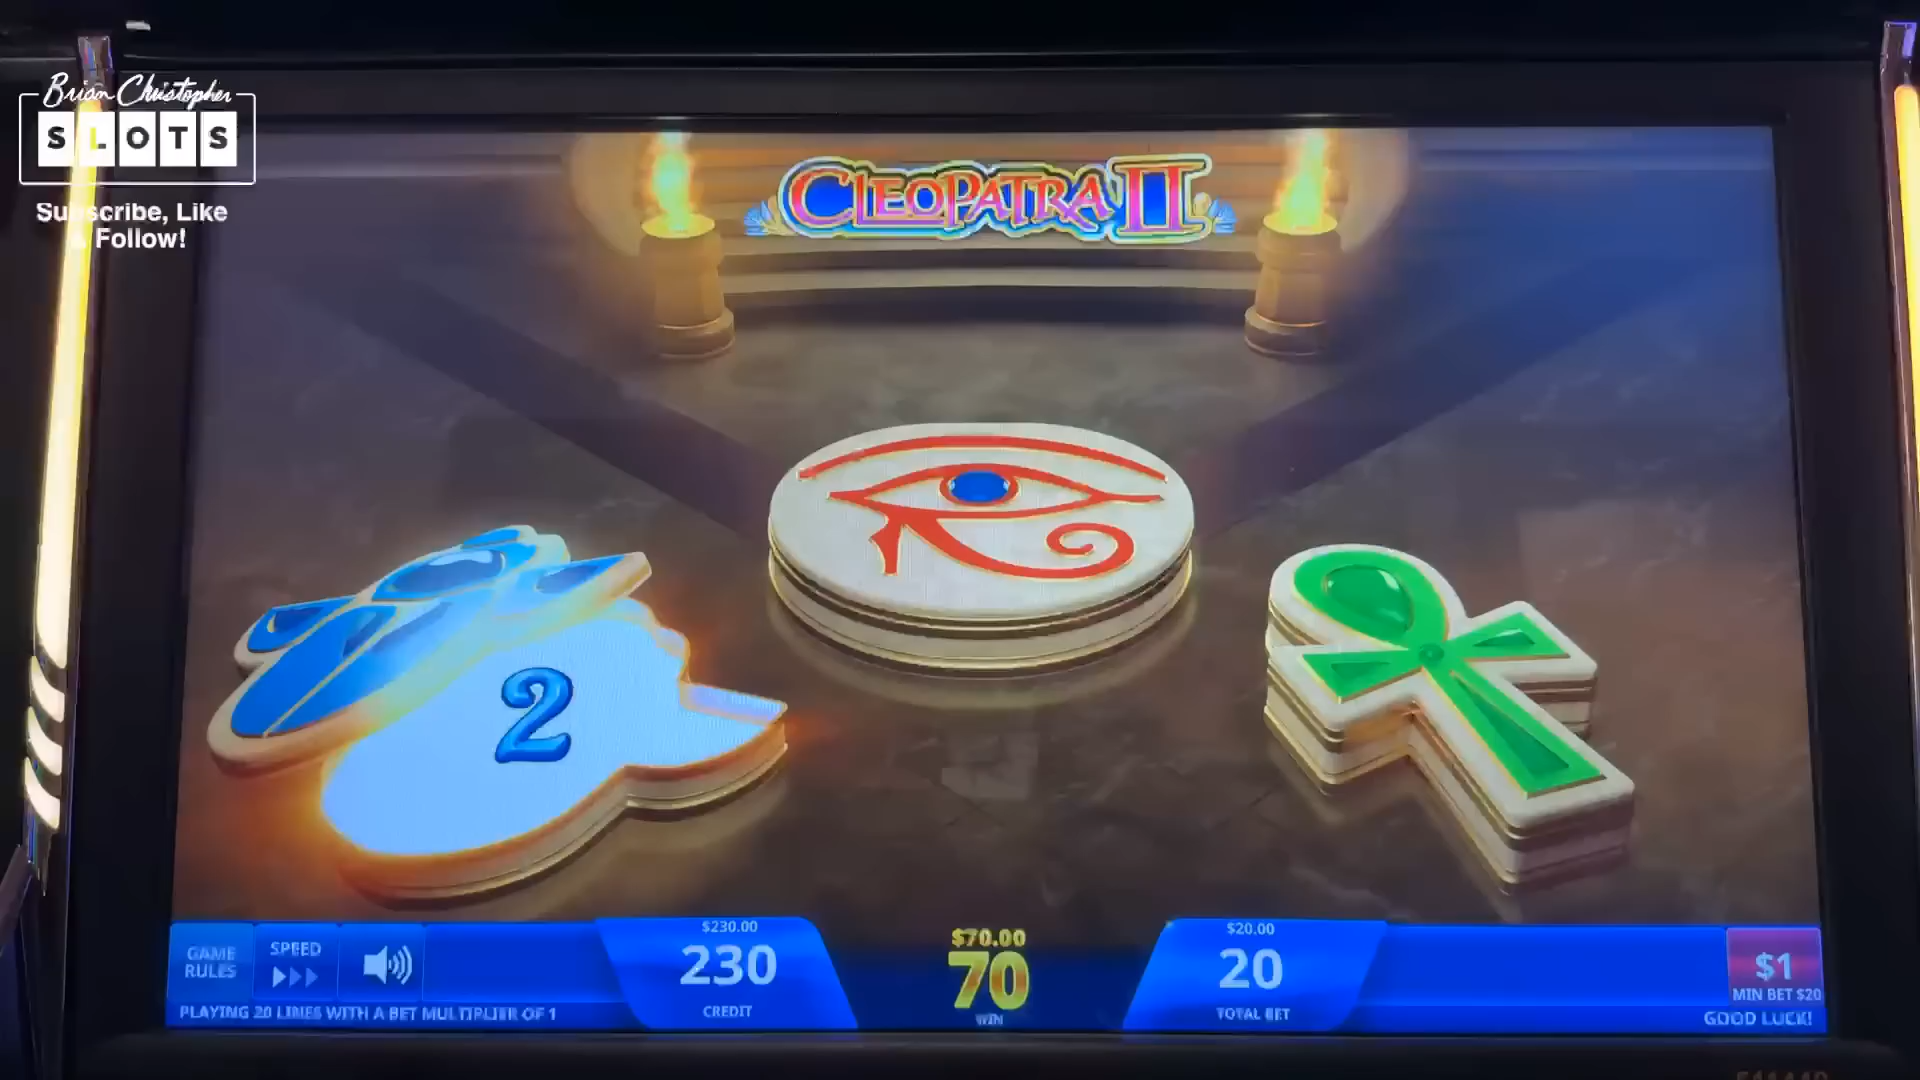 Brian Christopher
SLOTS
Subscribe, Like
& Follow!
CLEOPATRA II
2
GAME
RULES
SPEED
$230.00
230
CREDIT
$70.00
70
WIN
$20.00
20
TOTAL BET
$1
MIN BET $20
PLAYING 20 LINES WITH A BET MULTIPLIER OF 1
GOOD LUCK!